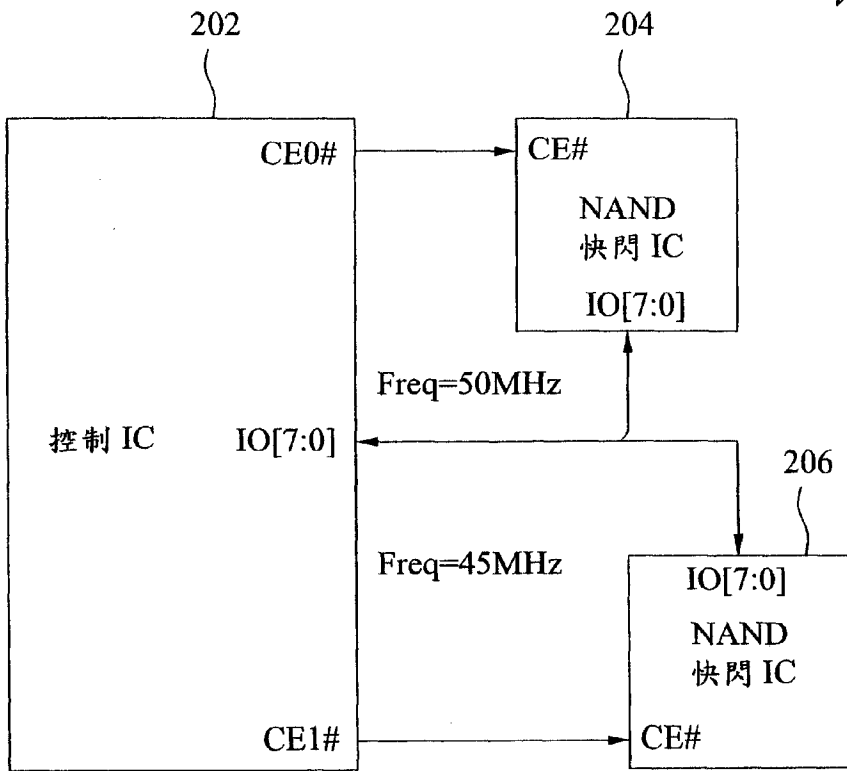 202
204
CE0#
CE#
NAND
快閃 IC
IO[7:0]
Freq=50MHz
控制 IC
IO[7:0]
206
Freq=45MHz
IO[7:0]
NAND
快閃 IC
CE1#
CE#